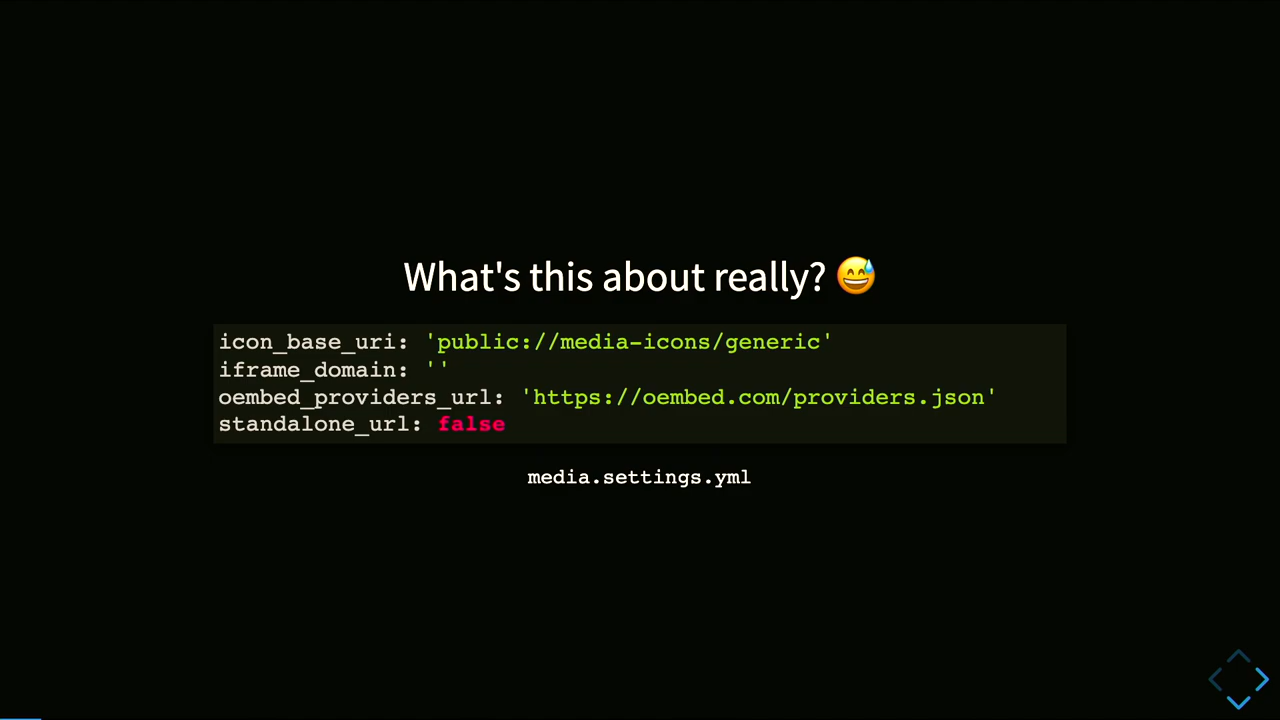 What's this about really? 😅
icon_base_uri: 'public://media-icons/generic'
iframe_domain: ''
oembed_providers_url: 'https://oembed.com/providers.json'
standalone_url: false
media.settings.yml